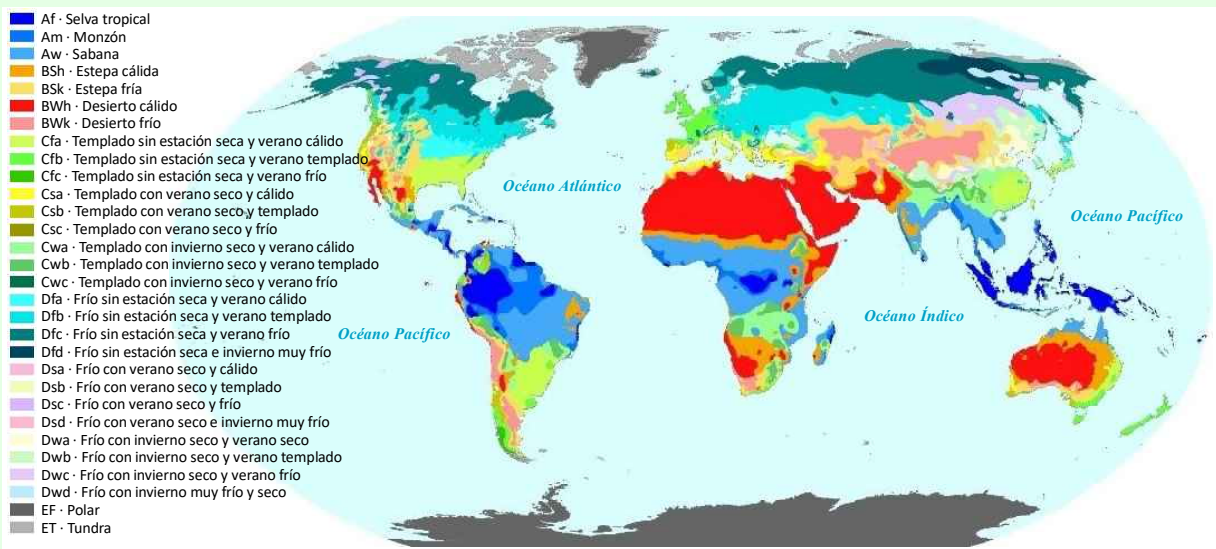 Af · Selva tropical
Am · Monzón
Aw · Sabana
BSh · Estepa cálida
BSk · Estepa fría
BWh · Desierto cálido
BWk · Desierto frío
Cfa · Templado sin estación seca y verano cálido
Cfb · Templado sin estación seca y verano templado
Cfc · Templado sin estación seca y verano frío
Csa · Templado con verano seco y cálido
Csb · Templado con verano seco y templado
Csc · Templado con verano seco y frío
Cwa · Templado con invierno seco y verano cálido
Cwb · Templado con invierno seco y verano templado
Cwc · Templado con invierno seco y verano frío
Dfa · Frío sin estación seca y verano cálido
Dfb · Frío sin estación seca y verano templado
Dfc · Frío sin estación seca y verano frío
Dfd · Frío sin estación seca e invierno muy frío
Dsa · Frío con verano seco y cálido
Dsb · Frío con verano seco y templado
Dsc · Frío con verano seco y frío
Dsd · Frío con verano seco e invierno muy frío
Dwa · Frío con invierno seco y verano seco
Dwb · Frío con invierno seco y verano templado
Dwc · Frío con invierno seco y verano frío
Dwd · Frío con invierno muy frío y seco
EF · Polar
ET · Tundra
Océano Atlántico
Océano Pacífico
Océano Índico
Océano Pacífico